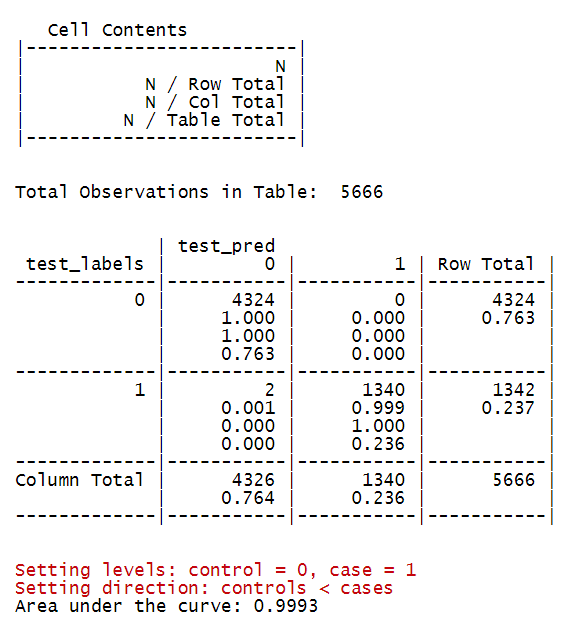 Cell Contents
|-------------------------|
| N |
| N / Row Total |
| N / Col Total |
| N / Table Total |
|-------------------------|
Total Observations in Table: 5666
| test_pred
test_labels | 0 | 1 | Row Total |
-------------|-----------|-----------|-----------|
0 | 4324 | 0 | 4324 |
| 1.000 | 0.000 | 0.763 |
| 1.000 | 0.000 | |
| 0.763 | 0.000 | |
-------------|-----------|-----------|-----------|
1 | 2 | 1340 | 1342 |
| 0.001 | 0.999 | 0.237 |
| 0.000 | 1.000 | |
| 0.000 | 0.236 | |
-------------|-----------|-----------|-----------|
Column Total | 4326 | 1340 | 5666 |
| 0.764 | 0.236 | |
-------------|-----------|-----------|-----------|
Setting levels: control = 0, case = 1
Setting direction: controls < cases
Area under the curve: 0.9993